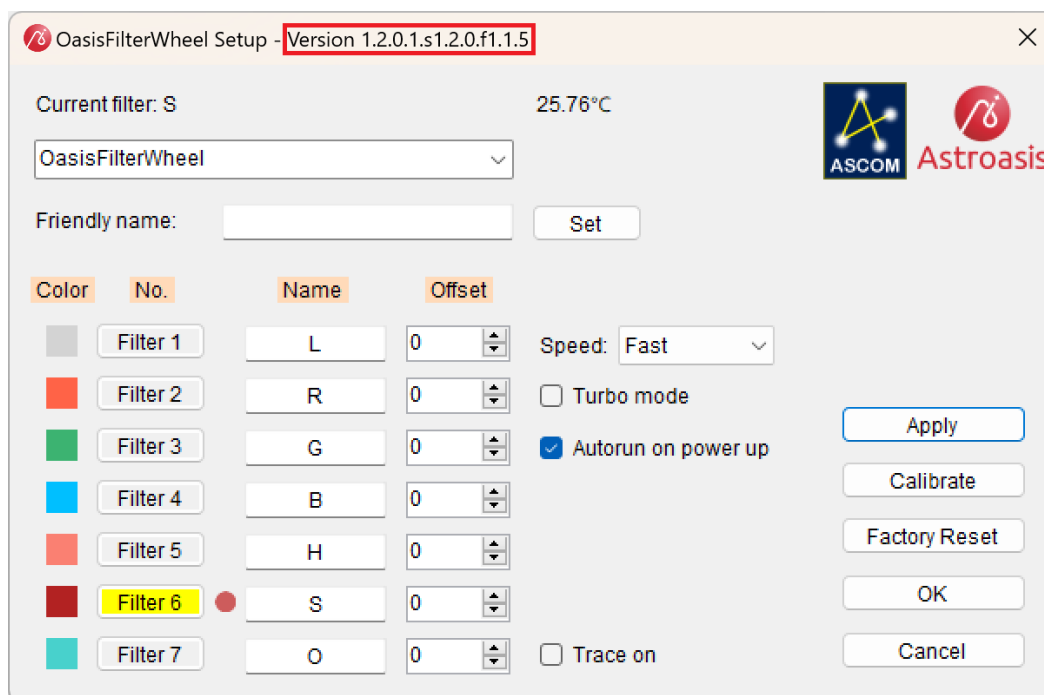 OasisFilterWheel Setup - Version 1.2.0.1.s1.2.0.f1.1.5
Current filter: S 25.76°C
ASCOM
Astroasis
OasisFilterWheel
Friendly name: Set
Color No. Name Offset
Filter 1 L 0 Speed: Fast
Filter 2 R 0 Turbo mode
Apply
Filter 3 G 0 Autorun on power up
Calibrate
Filter 4 B 0
Factory Reset
Filter 5 H 0
OK
Filter 6 S 0
Filter 7 O 0 Trace on Cancel